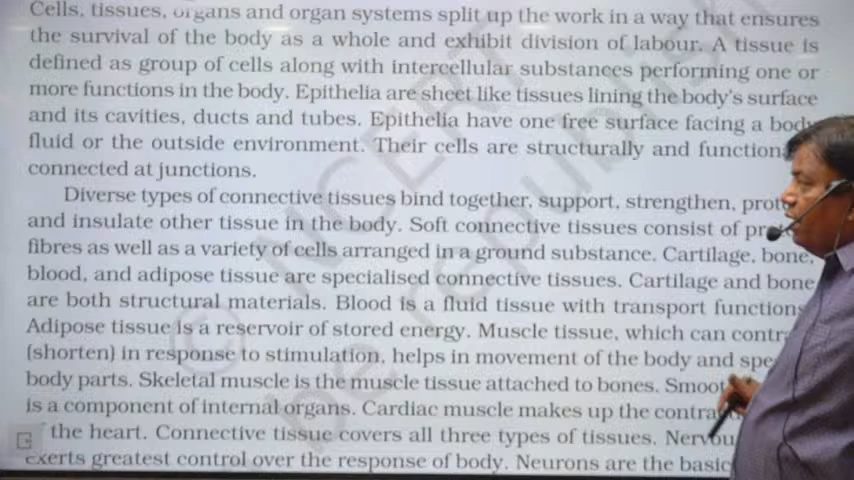 Cells, tissues, organs and organ systems split up the work in a way that ensures
the survival of the body as a whole and exhibit division of labour. A tissue is
defined as group of cells along with intercellular substances performing one or
more functions in the body. Epithelia are sheet like tissues lining the body's surface
and its cavities, ducts and tubes. Epithelia have one free surface facing a body
fluid or the outside environment. Their cells are structurally and function
connected at junctions.
Diverse types of connective tissues bind together, support, strengthen, prot
and insulate other tissue in the body. Soft connective tissues consist of pr
fibres as well as a variety of cells arranged in a ground substance. Cartilage, bone,
blood, and adipose tissue are specialised connective tissues. Cartilage and bone
are both structural materials. Blood is a fluid tissue with transport functions
Adipose tissue is a reservoir of stored energy. Muscle tissue, which can contr
(shorten) in response to stimulation, helps in movement of the body and spe
body parts. Skeletal muscle is the muscle tissue attached to bones. Smoot
is a component of internal organs. Cardiac muscle makes up the contra
the heart. Connective tissue covers all three types of tissues. Nervou
exerts greatest control over the response of body. Neurons are the basic
© NCERT
be republish